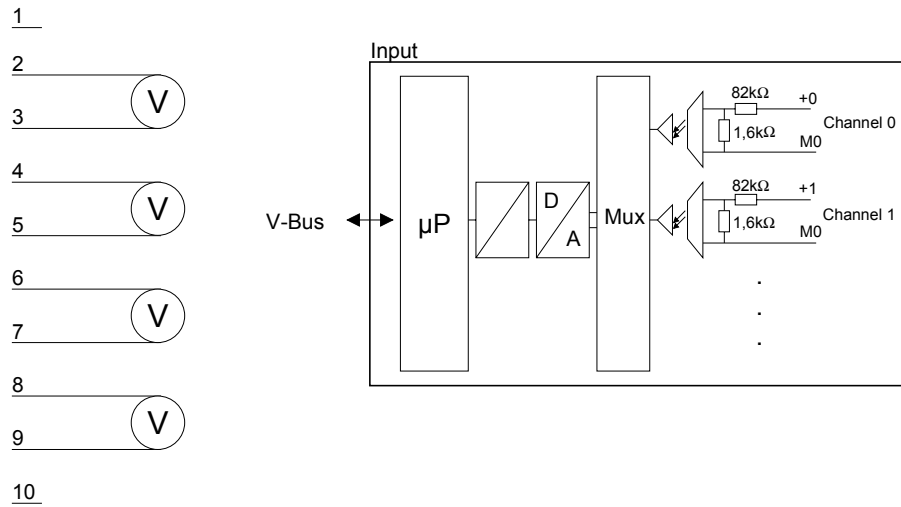 1
2
3
V
4
5
V
6
7
V
8
9
V
10
Input
V-Bus
µP
D
A
Mux
82kΩ
+0
1,6kΩ
Channel 0
M0
82kΩ
+1
1,6kΩ
Channel 1
M0